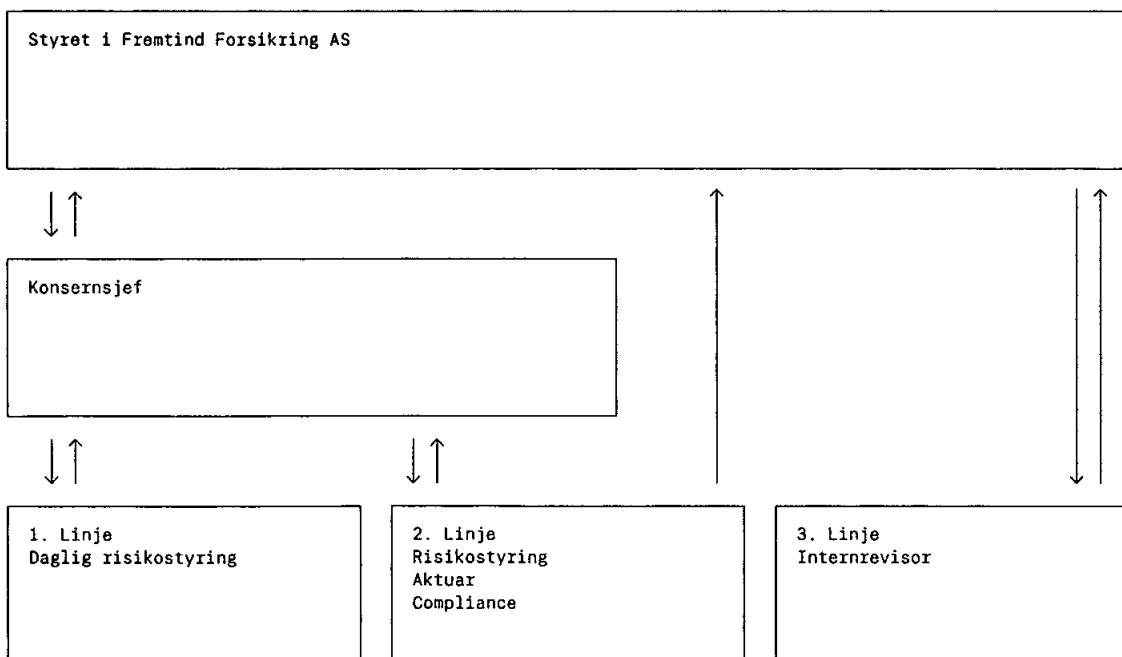 Styret i Fremtind Forsikring AS
Konsernsjef
1. Linje
Daglig risikostyring
2. Linje
Risikostyring
Aktuar
Compliance
3. Linje
Internrevisor